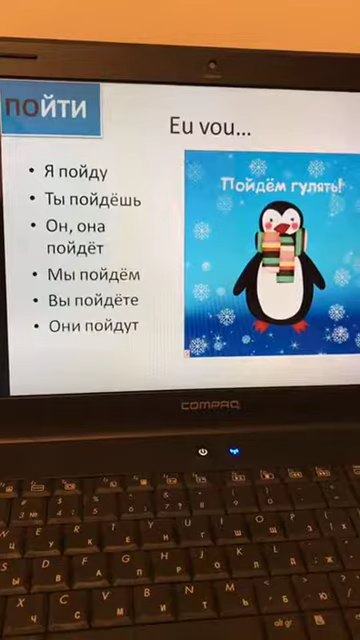 пойти
Eu vou...
• Я пойду
• Ты пойдёшь
• Он, она
пойдёт
• Мы пойдём
• Вы пойдёте
• Они пойдут
Пойдём гулять!
COMPAQ